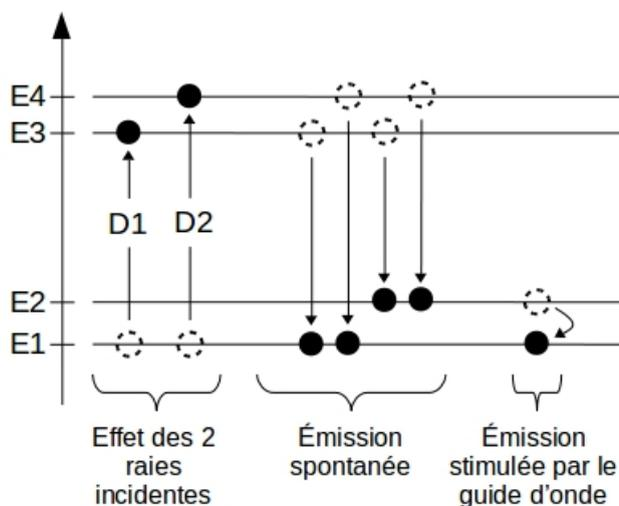 E4
E3
D1 D2
E2
E1
Effet des 2
raies
incidentes
Émission
spontanée
Émission
stimulée par le
guide d'onde